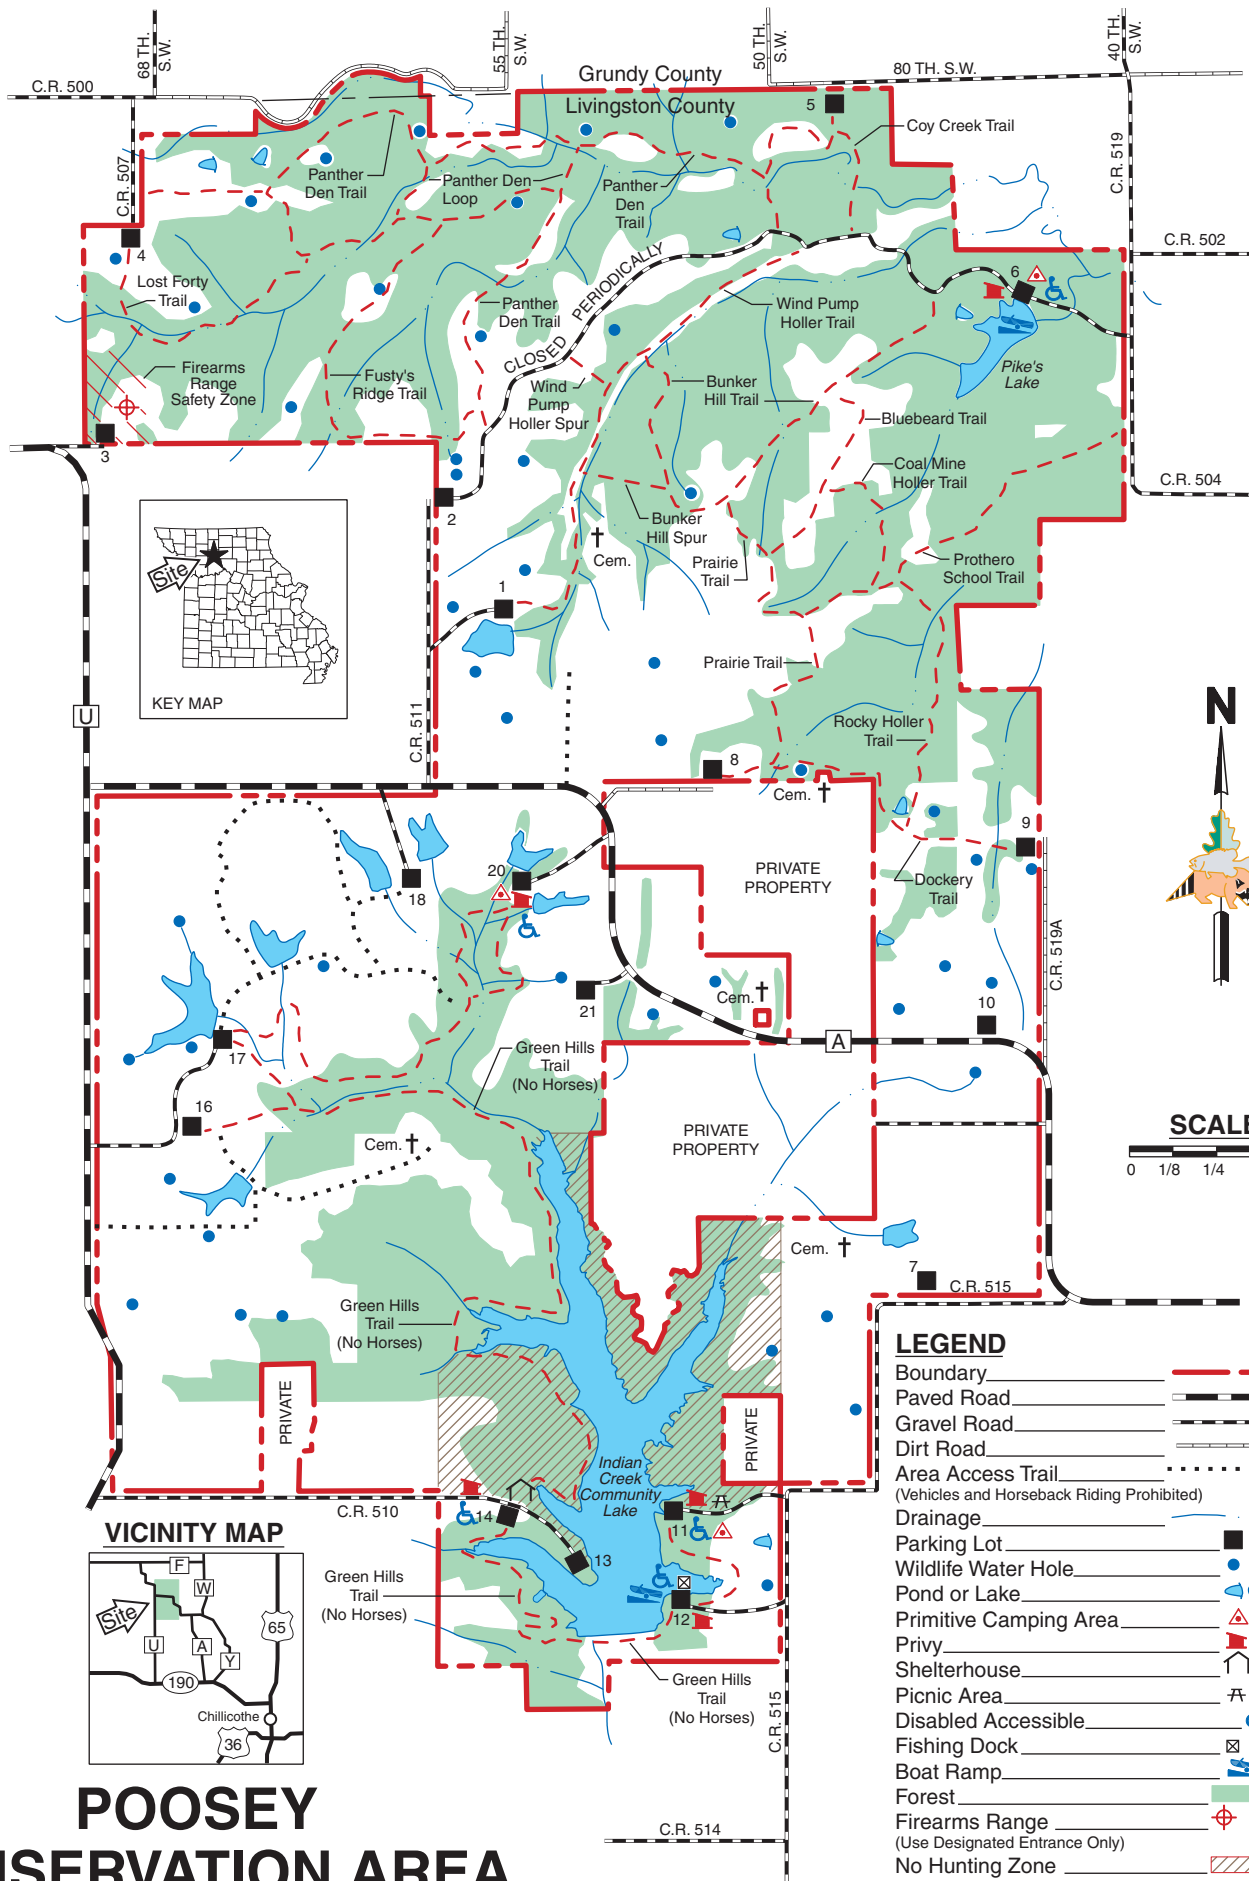 68 TH. S.W.
55 TH. S.W.
50 TH. S.W.
40 TH. S.W.
C.R. 500
Grundy County
80 TH. S.W.
Livingston County
5
Coy Creek Trail
C.R. 507
C.R. 519
Panther
Den Trail
Panther Den
Loop
Panther
Den
Trail
C.R. 502
4
Lost Forty
Trail
PERIODICALLY
CLOSED
6
Panther
Den Trail
Wind Pump
Holler Trail
Pike's
Lake
Firearms
Range
Safety Zone
Fusty's
Ridge Trail
Wind
Pump
Holler Spur
Bunker
Hill Trail
Bluebeard Trail
3
Coal Mine
Holler Trail
C.R. 504
2
Bunker
Hill Spur
Cem.
Prairie
Trail
Prothero
School Trail
Site
KEY MAP
1
Prairie Trail
U
C.R. 511
Rocky Holler
Trail
N
8
Cem.
9
PRIVATE
PROPERTY
20
18
Dockery
Trail
C.R. 519A
Cem.
21
10
17
A
Green Hills
Trail
(No Horses)
16
Cem.
PRIVATE
PROPERTY
SCALE
0 1/8 1/4
Cem.
7
C.R. 515
Green Hills
Trail
(No Horses)
PRIVATE
PRIVATE
Indian
Creek
Community
Lake
C.R. 510
14
11
13
Green Hills
Trail
(No Horses)
12
Green Hills
Trail
(No Horses)
C.R. 515
C.R. 514
VICINITY MAP
F
W
Site
65
U
A
Y
190
Chillicothe
36
LEGEND
Boundary
Paved Road
Gravel Road
Dirt Road
Area Access Trail
(Vehicles and Horseback Riding Prohibited)
Drainage
Parking Lot
Wildlife Water Hole
Pond or Lake
Primitive Camping Area
Privy
Shelterhouse
Picnic Area
Disabled Accessible
Fishing Dock
Boat Ramp
Forest
Firearms Range
(Use Designated Entrance Only)
No Hunting Zone
POOSEY
NSERVATION AREA